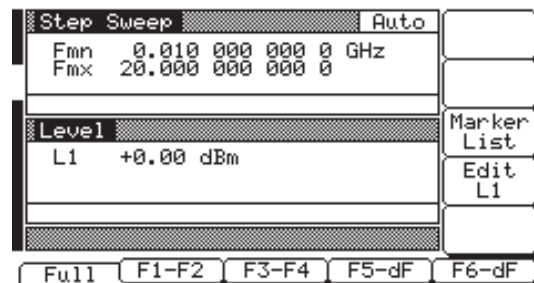 Step Sweep Auto
Fmn 0.010 000 000 0 GHz
Fmx 20.000 000 000 0
Level
L1 +0.00 dBm
Marker
List
Edit
L1
Full F1-F2 F3-F4 F5-dF F6-dF